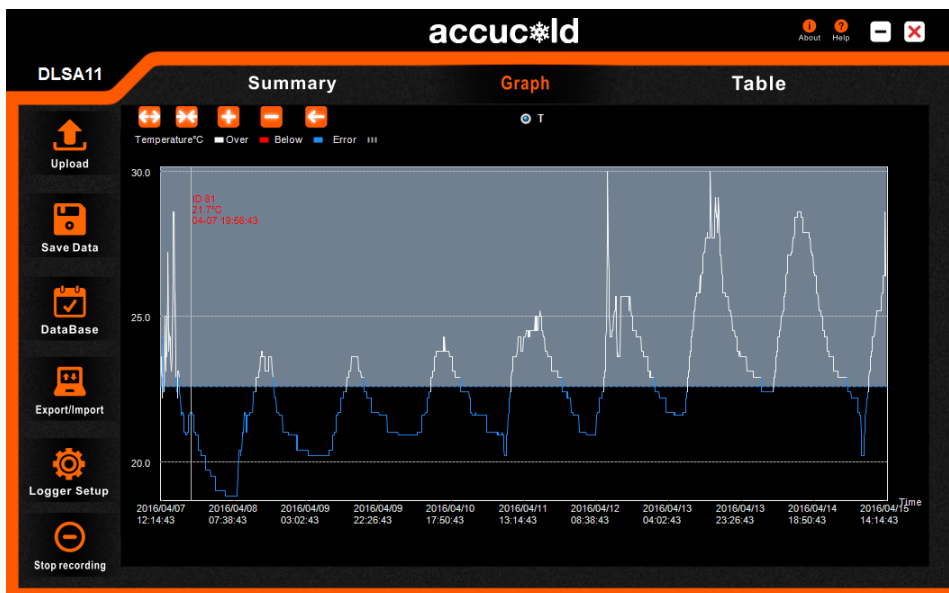 accucold
About
Help
DLSA11
Summary
Graph
Table
Upload
Save Data
DataBase
Export/Import
Logger Setup
Stop recording
T
Temperature°C Over Below Error
30.0
25.0
20.0
ID 81
21.7°C
04-07 19:56:43
Time
2016/04/07 2016/04/08 2016/04/09 2016/04/09 2016/04/10 2016/04/11 2016/04/12 2016/04/13 2016/04/13 2016/04/14 2016/04/15
12:14:43 07:38:43 03:02:43 22:26:43 17:50:43 13:14:43 08:38:43 04:02:43 23:26:43 18:50:43 14:14:43